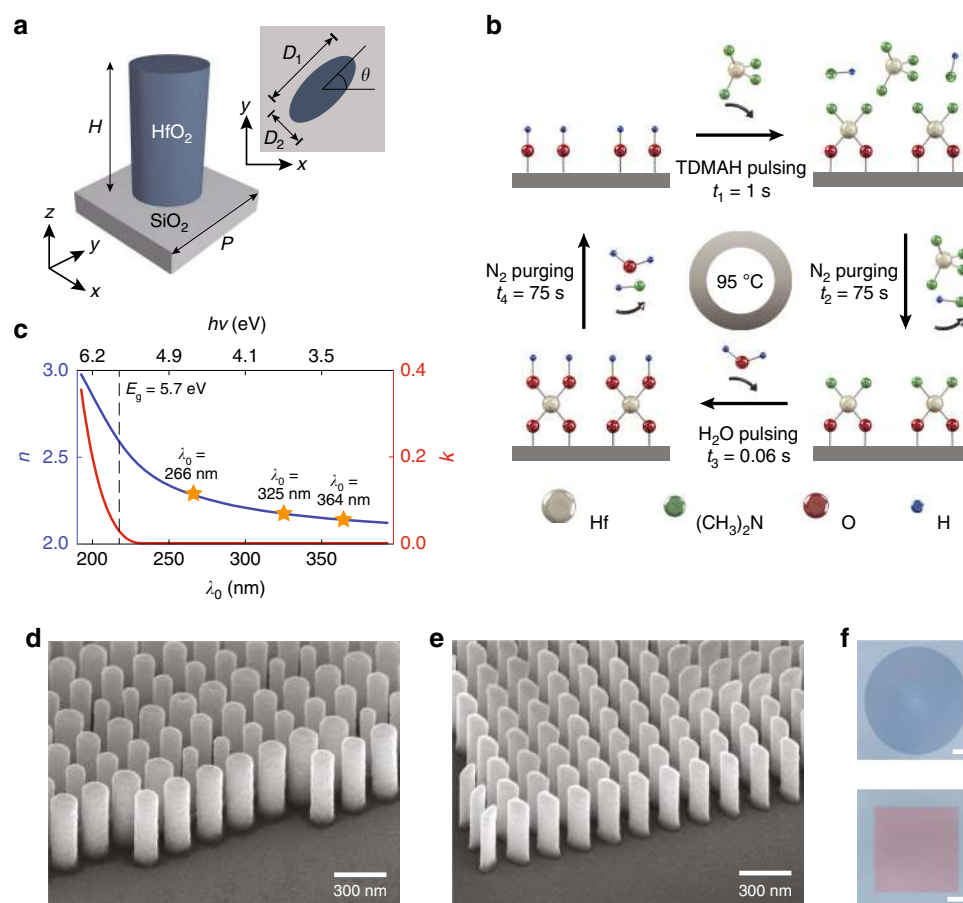 a
H
HfO2
SiO2
P
z
y
x
D1
D2
θ
y
x
b
TDMAH pulsing
t1 = 1 s
N2 purging
t4 = 75 s
95 °C
N2 purging
t2 = 75 s
H2O pulsing
t3 = 0.06 s
Hf
(CH3)2N
O
H
c
hν (eV)
6.2 4.9 4.1 3.5
3.0
2.5
2.0
n
Eg = 5.7 eV
λ0 =
266 nm
λ0 =
325 nm
λ0 =
364 nm
0.4
0.2
0.0
k
200 250 300 350
λ0 (nm)
d
300 nm
e
300 nm
f